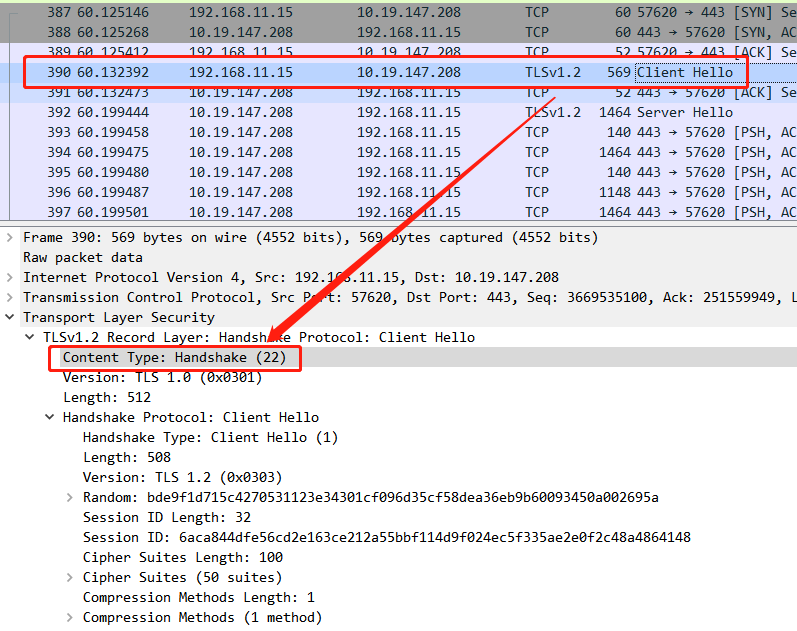 387 60.125146 192.168.11.15 10.19.147.208 TCP 60 57620 → 443 [SYN] Se
388 60.125268 10.19.147.208 192.168.11.15 TCP 60 443 → 57620 [SYN, AC
389 60.125412 192.168.11.15 10.19.147.208 TCP 52 57620 → 443 [ACK] Se
390 60.132392 192.168.11.15 10.19.147.208 TLSv1.2 569 Client Hello
391 60.132473 10.19.147.208 192.168.11.15 TCP 52 443 → 57620 [ACK] Se
392 60.199444 10.19.147.208 192.168.11.15 TLSv1.2 1464 Server Hello
393 60.199458 10.19.147.208 192.168.11.15 TCP 140 443 → 57620 [PSH, AC
394 60.199475 10.19.147.208 192.168.11.15 TCP 1464 443 → 57620 [PSH, AC
395 60.199480 10.19.147.208 192.168.11.15 TCP 140 443 → 57620 [PSH, AC
396 60.199487 10.19.147.208 192.168.11.15 TCP 1148 443 → 57620 [PSH, AC
397 60.199501 10.19.147.208 192.168.11.15 TCP 1464 443 → 57620 [PSH, AC
Frame 390: 569 bytes on wire (4552 bits), 569 bytes captured (4552 bits)
Raw packet data
Internet Protocol Version 4, Src: 192.168.11.15, Dst: 10.19.147.208
Transmission Control Protocol, Src Port: 57620, Dst Port: 443, Seq: 3669535100, Ack: 251559949, L
Transport Layer Security
TLSv1.2 Record Layer: Handshake Protocol: Client Hello
Content Type: Handshake (22)
Version: TLS 1.0 (0x0301)
Length: 512
Handshake Protocol: Client Hello
Handshake Type: Client Hello (1)
Length: 508
Version: TLS 1.2 (0x0303)
Random: bde9f1d715c4270531123e34301cf096d35cf58dea36eb9b60093450a002695a
Session ID Length: 32
Session ID: 6aca844dfe56cd2e163ce212a55bbf114d9f024ec5f335ae2e0f2c48a4864148
Cipher Suites Length: 100
Cipher Suites (50 suites)
Compression Methods Length: 1
Compression Methods (1 method)